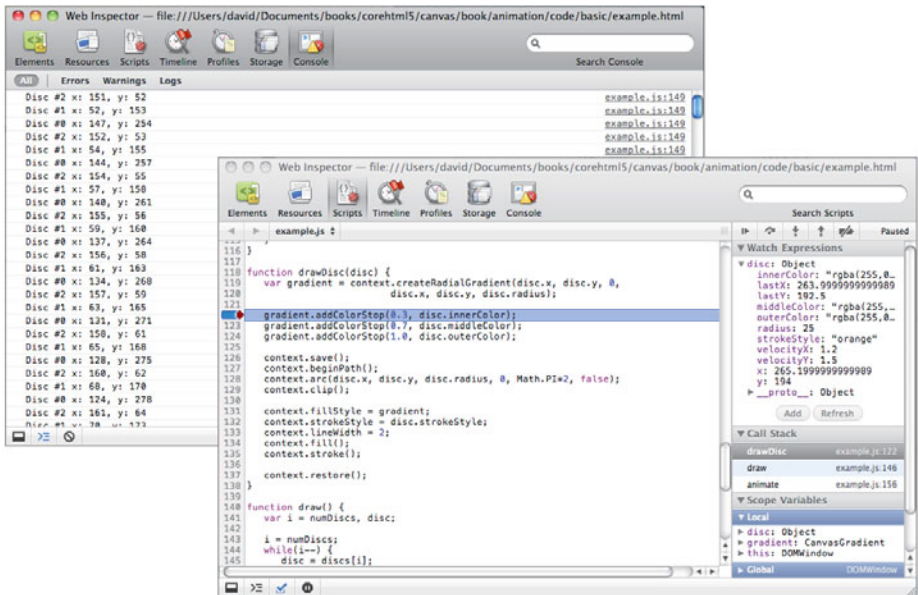 Web Inspector — file:///Users/david/Documents/books/corehtml5/canvas/book/animation/code/basic/example.html
Elements Resources Scripts Timeline Profiles Storage Console
Search Console
All Errors Warnings Logs
Disc #2 x: 151, y: 52 example.js:149
Disc #1 x: 52, y: 153 example.js:149
Disc #0 x: 147, y: 254 example.js:149
Disc #2 x: 152, y: 53 example.js:149
Disc #1 x: 54, y: 155 example.js:149
Disc #0 x: 144, y: 257
Disc #2 x: 154, y: 55
Disc #1 x: 57, y: 158
Disc #0 x: 140, y: 261
Disc #2 x: 155, y: 56
Disc #1 x: 59, y: 160
Disc #0 x: 137, y: 264
Disc #2 x: 156, y: 58
Disc #1 x: 61, y: 163
Disc #0 x: 134, y: 268
Disc #2 x: 157, y: 59
Disc #1 x: 63, y: 165
Disc #0 x: 131, y: 271
Disc #2 x: 158, y: 61
Disc #1 x: 65, y: 168
Disc #0 x: 128, y: 275
Disc #2 x: 160, y: 62
Disc #1 x: 68, y: 170
Disc #0 x: 124, y: 278
Disc #2 x: 161, y: 64
Disc #1 x: 70, y: 173
Web Inspector — file:///Users/david/Documents/books/corehtml5/canvas/book/animation/code/basic/example.html
Elements Resources Scripts Timeline Profiles Storage Console
Search Scripts
example.js
Paused
116 }
117
118 function drawDisc(disc) {
119 var gradient = context.createRadialGradient(disc.x, disc.y, 0,
120 disc.x, disc.y, disc.radius);
121
gradient.addColorStop(0.3, disc.innerColor);
123 gradient.addColorStop(0.7, disc.middleColor);
124 gradient.addColorStop(1.0, disc.outerColor);
125
126 context.save();
127 context.beginPath();
128 context.arc(disc.x, disc.y, disc.radius, 0, Math.PI*2, false);
129 context.clip();
130
131 context.fillStyle = gradient;
132 context.strokeStyle = disc.strokeStyle;
133 context.lineWidth = 2;
134 context.fill();
135 context.stroke();
136
137 context.restore();
138 }
139
140 function draw() {
141 var i = numDiscs, disc;
142
143 i = numDiscs;
144 while(i--) {
145 disc = discs[i];
Watch Expressions
disc: Object
innerColor: "rgba(255,0…
lastX: 263.999999999989
lastY: 192.5
middleColor: "rgba(255,…
outerColor: "rgba(255,0…
radius: 25
strokeStyle: "orange"
velocityX: 1.2
velocityY: 1.5
x: 265.1999999999989
y: 194
__proto__: Object
Add Refresh
Call Stack
drawDisc example.js:122
draw example.js:146
animate example.js:156
Scope Variables
Local
disc: Object
gradient: CanvasGradient
this: DOMWindow
Global DOMWindow